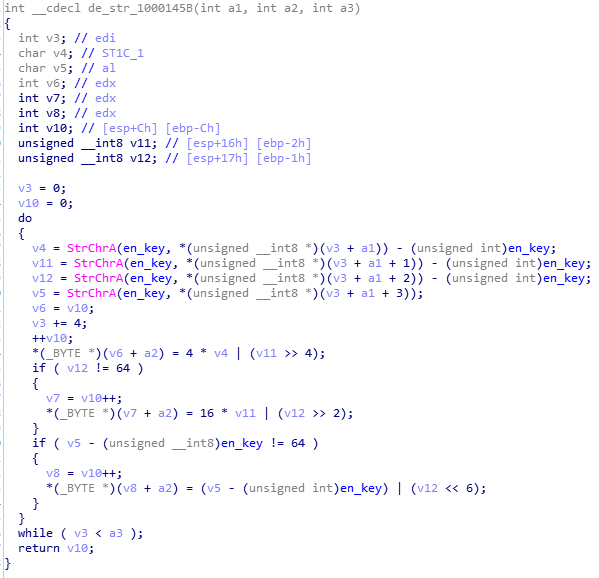 int __cdecl de_str_1000145B(int a1, int a2, int a3)
{
  int v3; // edi
  char v4; // ST1C_1
  char v5; // al
  int v6; // edx
  int v7; // edx
  int v8; // edx
  int v10; // [esp+Ch] [ebp-Ch]
  unsigned __int8 v11; // [esp+16h] [ebp-2h]
  unsigned __int8 v12; // [esp+17h] [ebp-1h]

  v3 = 0;
  v10 = 0;
  do
  {
    v4 = StrChrA(en_key, *(unsigned __int8 *)(v3 + a1)) - (unsigned int)en_key;
    v11 = StrChrA(en_key, *(unsigned __int8 *)(v3 + a1 + 1)) - (unsigned int)en_key;
    v12 = StrChrA(en_key, *(unsigned __int8 *)(v3 + a1 + 2)) - (unsigned int)en_key;
    v5 = StrChrA(en_key, *(unsigned __int8 *)(v3 + a1 + 3));
    v6 = v10;
    v3 += 4;
    ++v10;
    *(_BYTE *)(v6 + a2) = 4 * v4 | (v11 >> 4);
    if ( v12 != 64 )
    {
      v7 = v10++;
      *(_BYTE *)(v7 + a2) = 16 * v11 | (v12 >> 2);
    }
    if ( v5 - (unsigned __int8)en_key != 64 )
    {
      v8 = v10++;
      *(_BYTE *)(v8 + a2) = (v5 - (unsigned int)en_key) | (v12 << 6);
    }
  }
  while ( v3 < a3 );
  return v10;
}